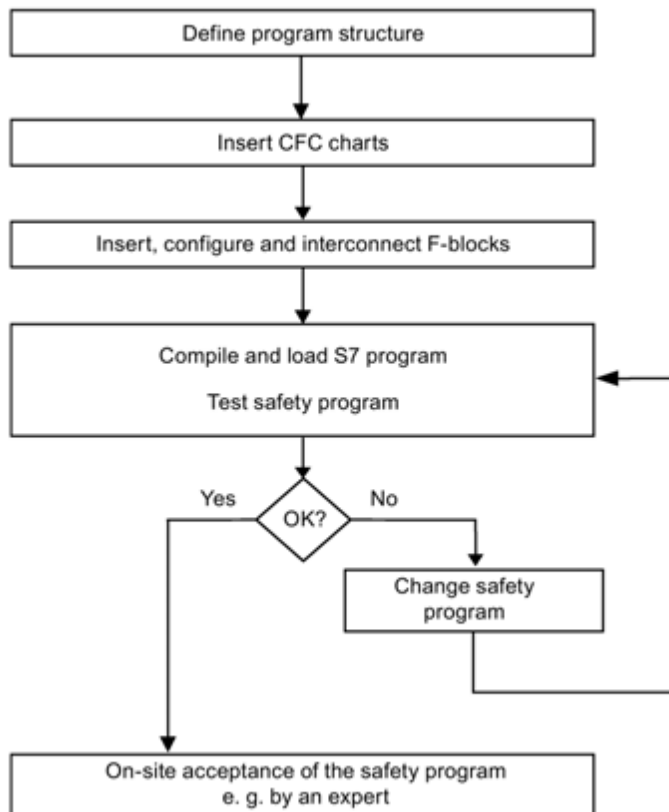 Define program structure
Insert CFC charts
Insert, configure and interconnect F-blocks
Compile and load S7 program
Test safety program
Yes
OK?
No
Change safety
program
On-site acceptance of the safety program
e. g. by an expert